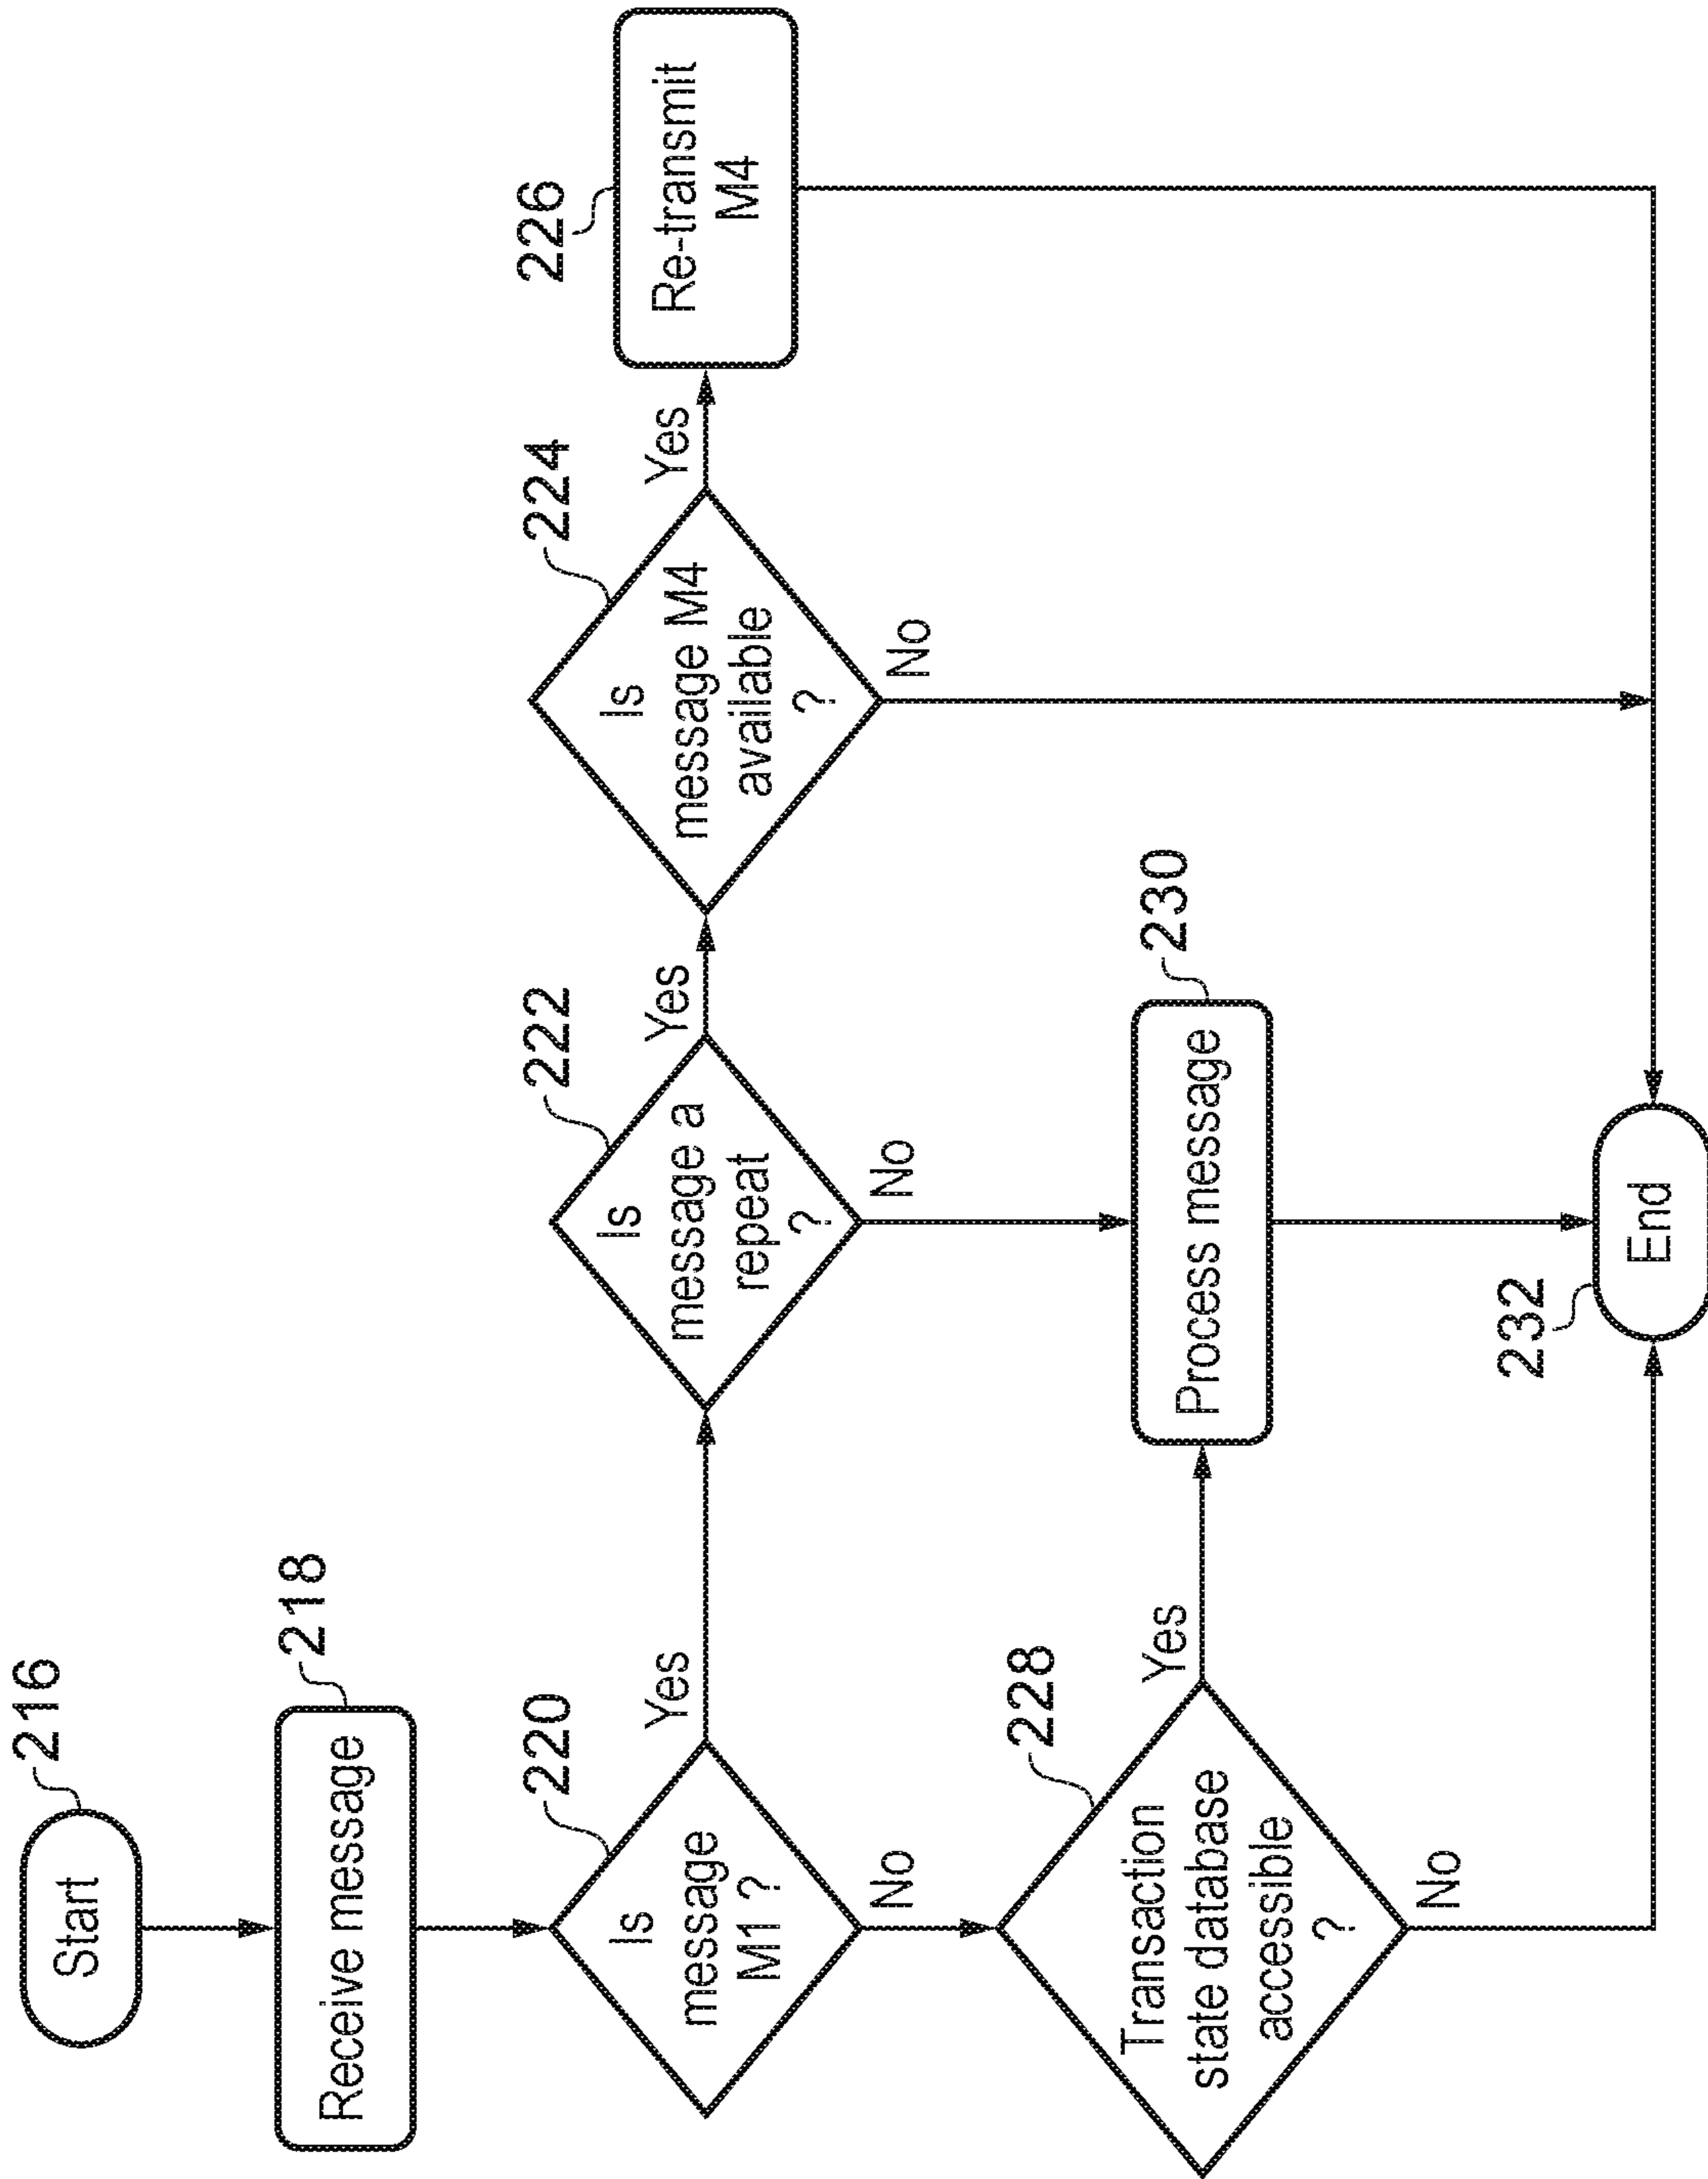 216
Start
218
Receive message
220
Is
message
M1 ?
Yes
No
222
Is
message a
repeat
?
Yes
No
224
Is
message M4
available
?
Yes
No
226
Re-transmit
M4
228
Transaction
state database
accessible
?
Yes
No
230
Process message
232
End